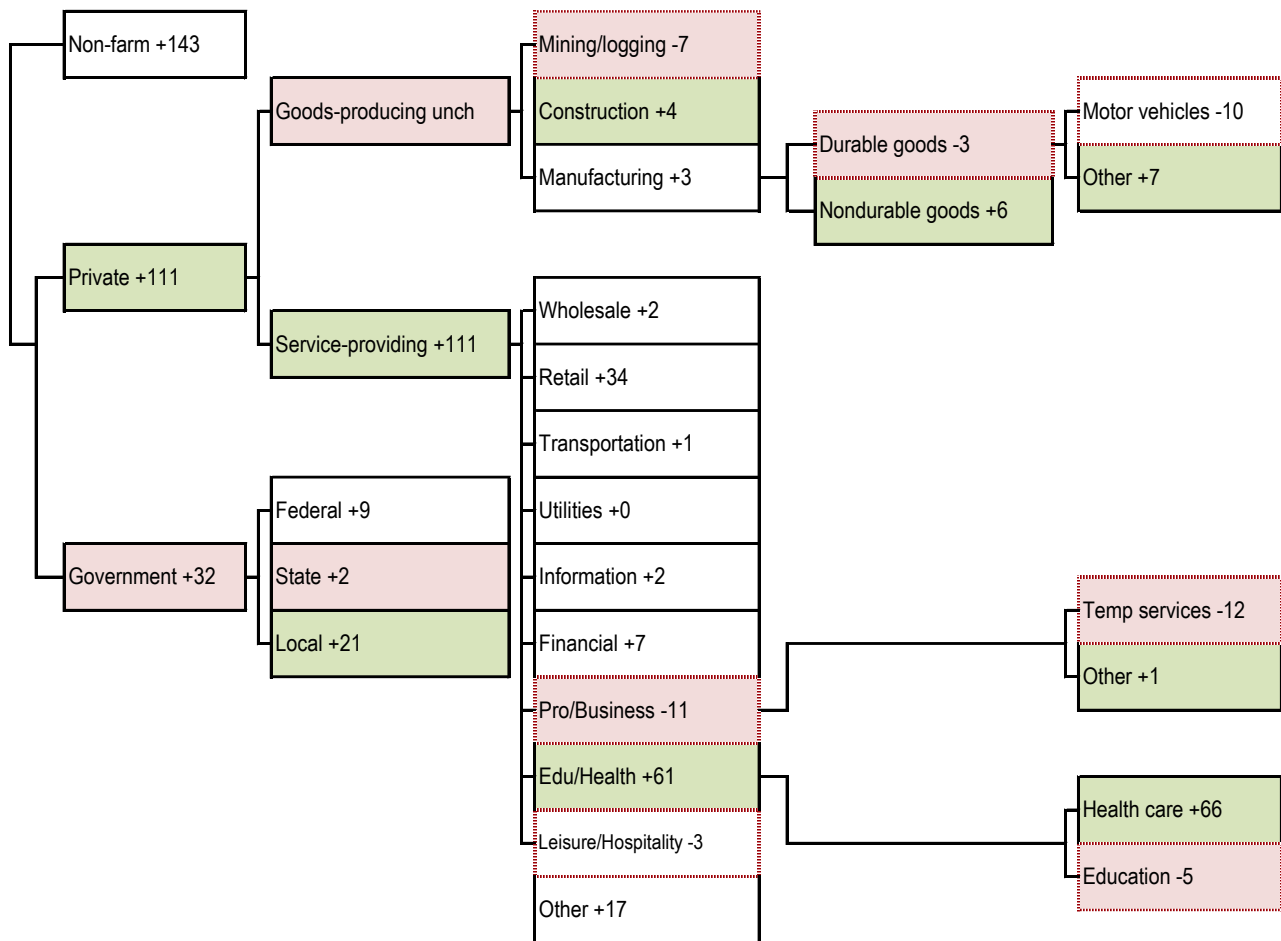 Non-farm +143
Mining/logging -7
Goods-producing unch
Construction +4
Motor vehicles -10
Durable goods -3
Manufacturing +3
Other +7
Nondurable goods +6
Private +111
Wholesale +2
Service-providing +111
Retail +34
Transportation +1
Federal +9
Utilities +0
Government +32
State +2
Information +2
Temp services -12
Local +21
Financial +7
Other +1
Pro/Business -11
Edu/Health +61
Health care +66
Leisure/Hospitality -3
Education -5
Other +17